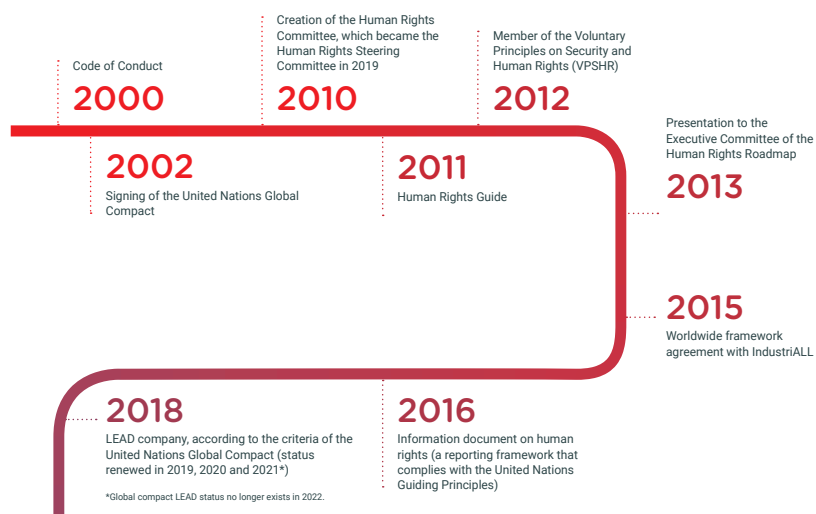 Code of Conduct
2000
Creation of the Human Rights
Committee, which became the
Human Rights Steering
Committee in 2019
2010
Member of the Voluntary
Principles on Security and
Human Rights (VPSHR)
2012
2002
Signing of the United Nations Global
Compact
2011
Human Rights Guide
Presentation to the
Executive Committee of the
Human Rights Roadmap
2013
2015
Worldwide framework
agreement with IndustriALL
2016
Information document on human
rights (a reporting framework that
complies with the United Nations
Guiding Principles)
2018
LEAD company, according to the criteria of the
United Nations Global Compact (status
renewed in 2019, 2020 and 2021*)
*Global compact LEAD status no longer exists in 2022.